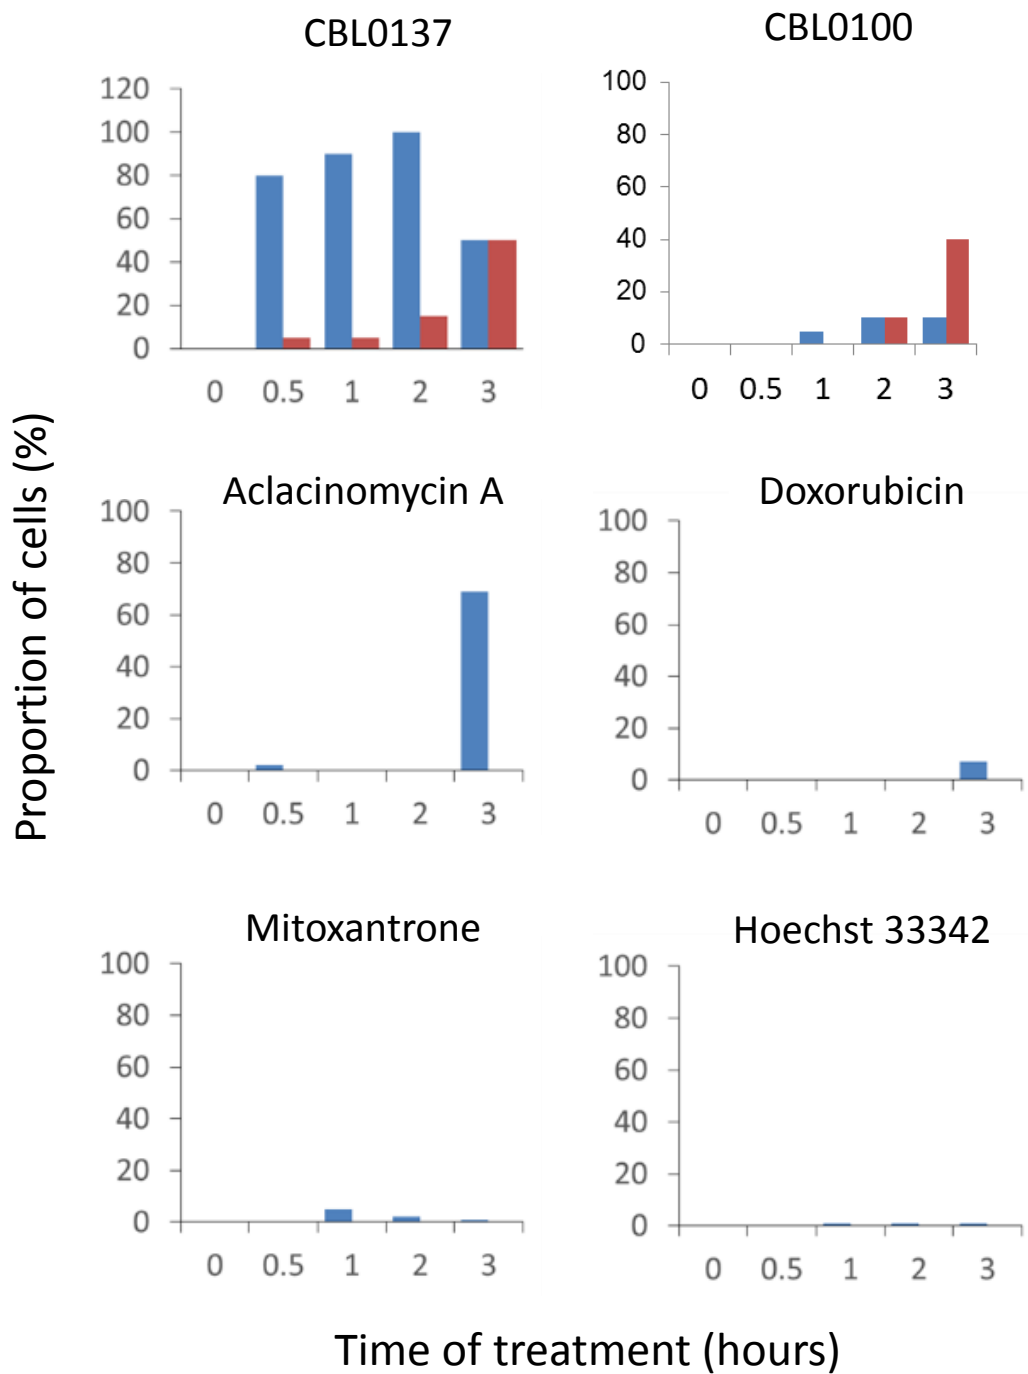 CBL0137
120
100
80
60
40
20
0
0 0.5 1 2 3
CBL0100
100
80
60
40
20
0
0 0.5 1 2 3
Proportion of cells (%)
Aclacinomycin A
100
80
60
40
20
0
0 0.5 1 2 3
Doxorubicin
100
80
60
40
20
0
0 0.5 1 2 3
Mitoxantrone
100
80
60
40
20
0
0 0.5 1 2 3
Hoechst 33342
100
80
60
40
20
0
0 0.5 1 2 3
Time of treatment (hours)